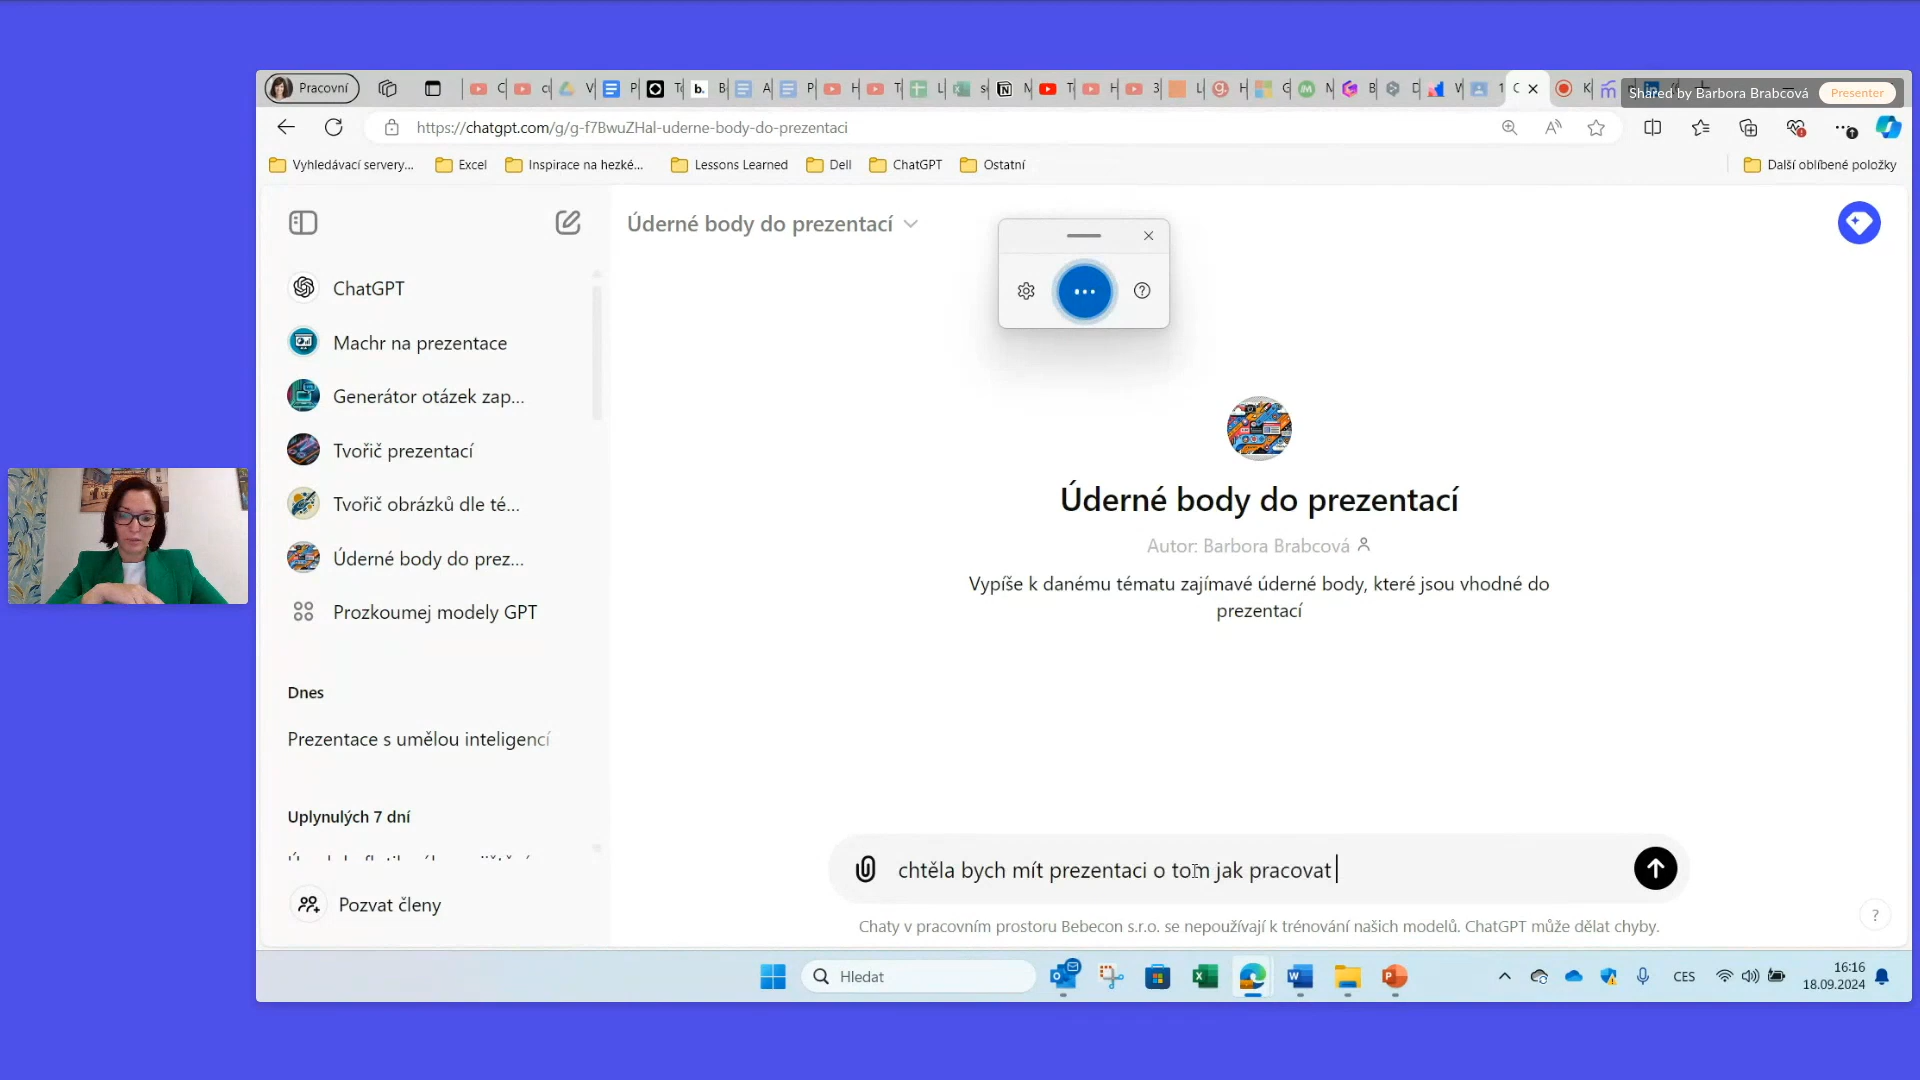 Pracovní
Shared by Barbora Brabcová
Presenter
https://chatgpt.com/g/g-f7BwuZHal-uderne-body-do-prezentaci
Vyhledávací servery...
Excel
Inspirace na hezké...
Lessons Learned
Dell
ChatGPT
Ostatní
Další oblíbené položky
Úderné body do prezentací
ChatGPT
Machr na prezentace
Generátor otázek zap...
Tvořič prezentací
Tvořič obrázků dle té...
Úderné body do prez...
Prozkoumej modely GPT
Dnes
Prezentace s umělou inteligencí
Uplynulých 7 dní
Pozvat členy
Úderné body do prezentací
Autor: Barbora Brabcová
Vypíše k danému tématu zajímavé úderné body, které jsou vhodné do
prezentací
chtěla bych mít prezentaci o tom jak pracovat
Chaty v pracovním prostoru Bebecon s.r.o. se nepoužívají k trénování našich modelů. ChatGPT může dělat chyby.
?
Hledat
CES
16:16
18.09.2024